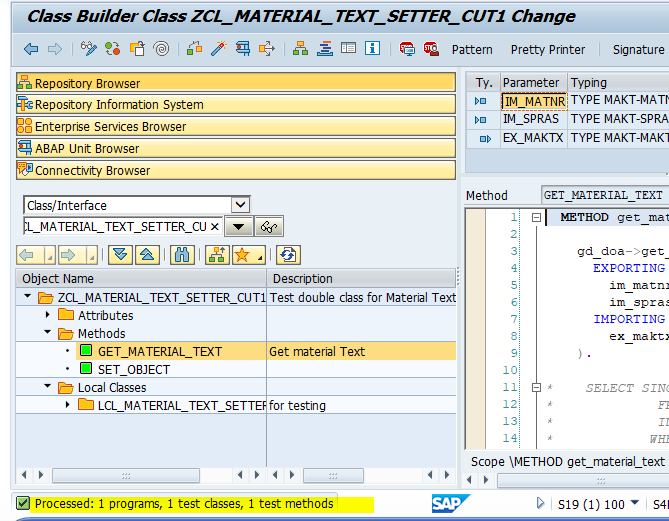 Class Builder Class ZCL_MATERIAL_TEXT_SETTER_CUT1 Change
Pattern Pretty Printer Signature
Repository Browser
Repository Information System
Enterprise Services Browser
ABAP Unit Browser
Connectivity Browser
Class/Interface
CL_MATERIAL_TEXT_SETTER_CU
Object Name Description
ZCL_MATERIAL_TEXT_SETTER_CUT1 Test double class for Material Text
Attributes
Methods
GET_MATERIAL_TEXT Get material Text
SET_OBJECT
Local Classes
LCL_MATERIAL_TEXT_SETTER for testing
Ty. Parameter Typing
IM_MATNR TYPE MAKT-MATN
IM_SPRAS TYPE MAKT-SPRA
EX_MAKTX TYPE MAKT-MAKT
Method GET_MATERIAL_TEXT
1 METHOD get_mat
2
3 gd_doa->get_
4 EXPORTING
5 im_matnr
6 im_spras
7 IMPORTING
8 ex_maktx
9 ).
10
11 * SELECT SING
12 * FR
13 * IN
14 * WHE
Scope \METHOD get_material_text
Processed: 1 programs, 1 test classes, 1 test methods
SAP
S19 (1) 100 S4